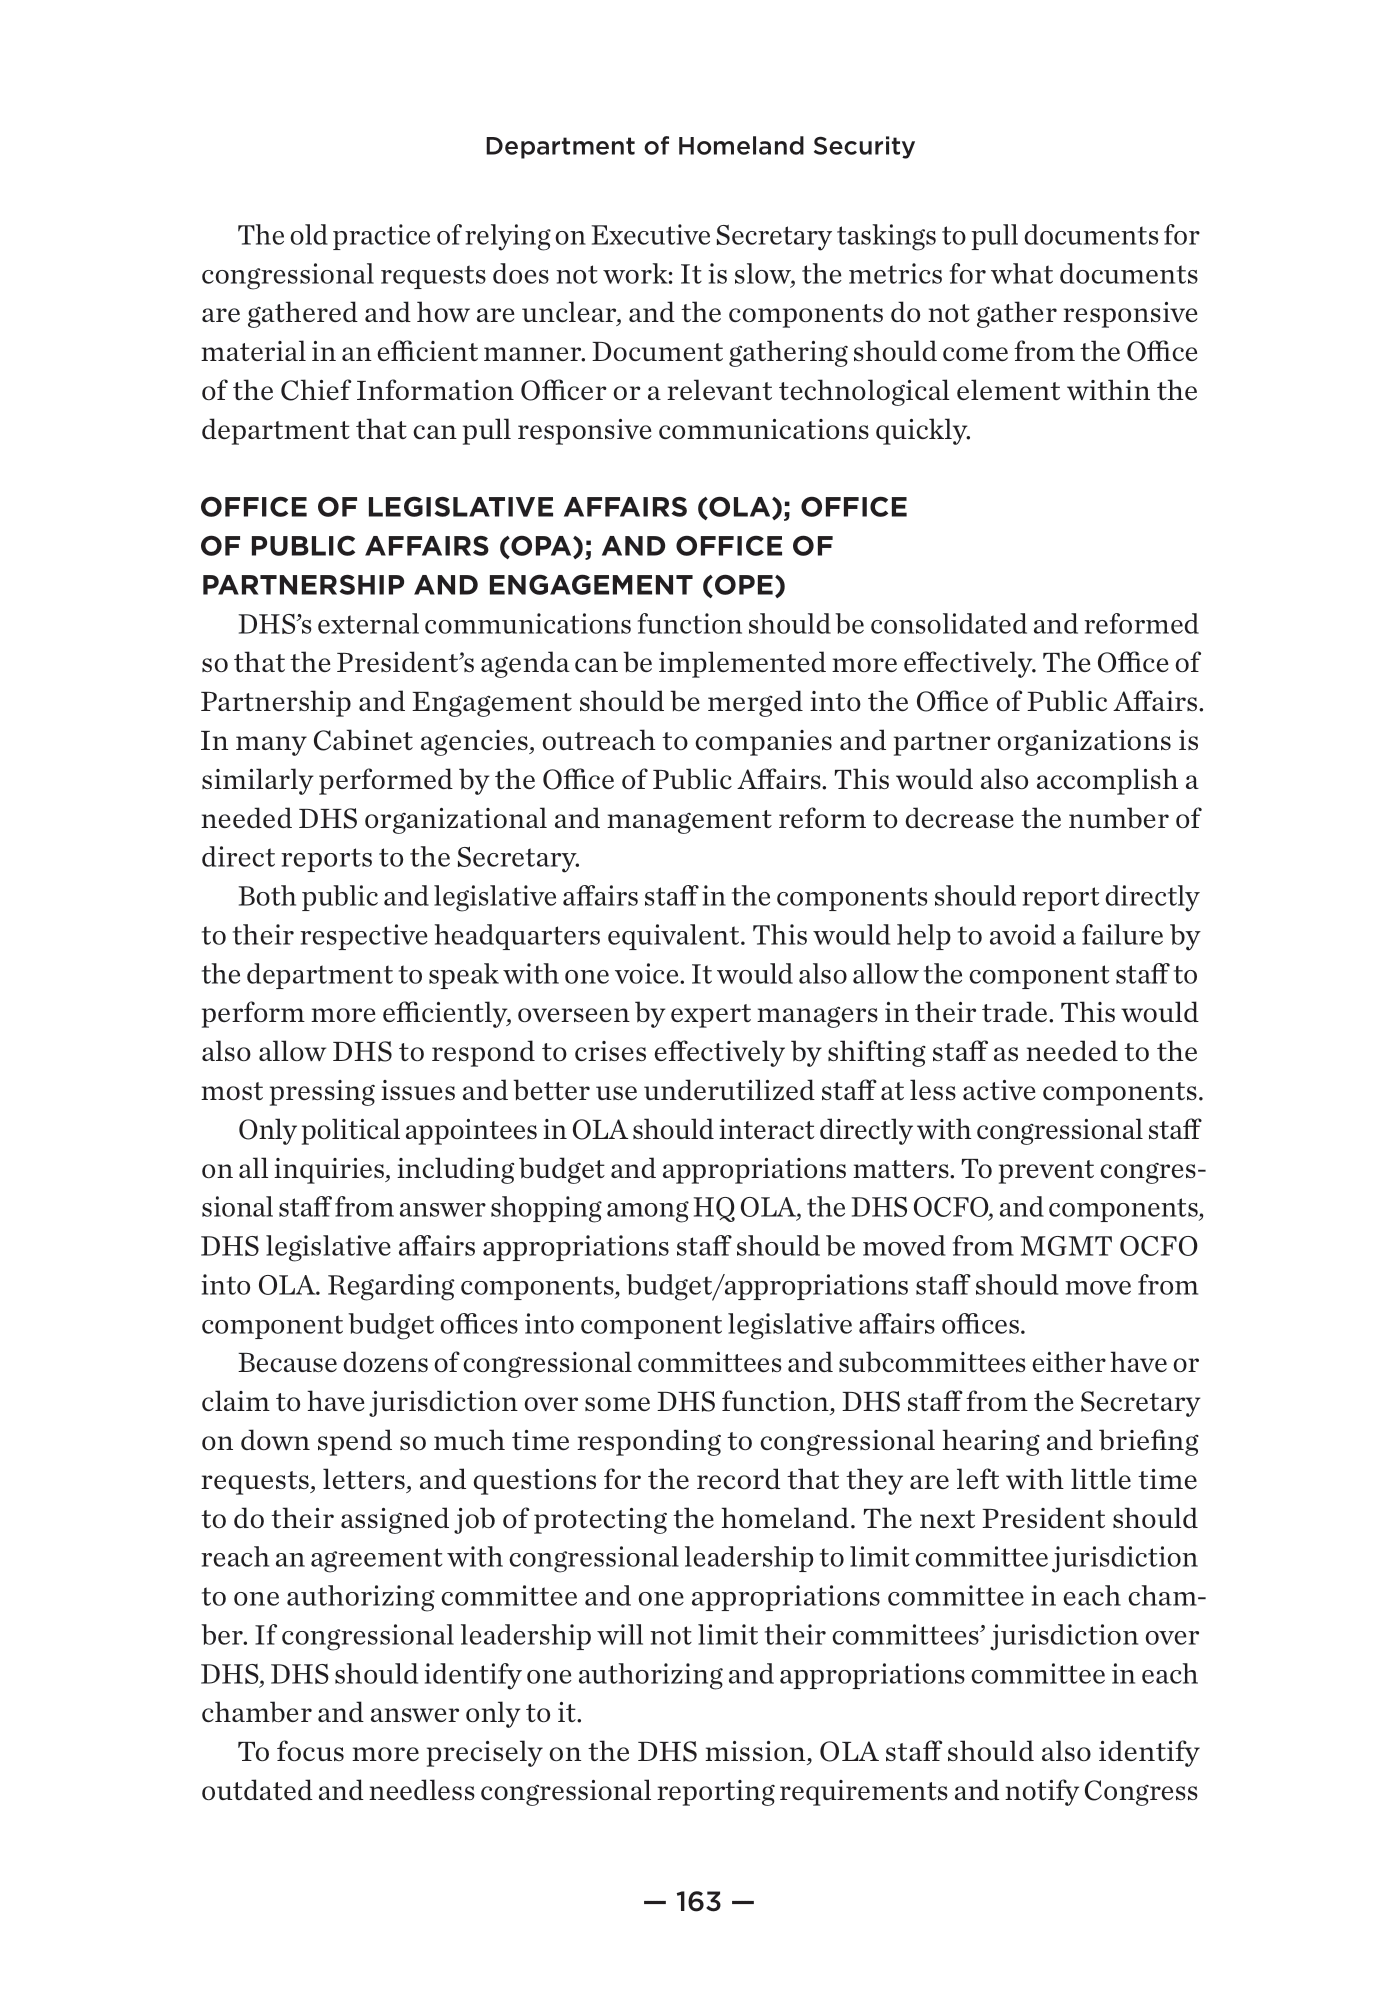 Department of Homeland Security
The old practice of relying on Executive Secretary taskings to pull documents for
congressional requests does not work: It is slow, the metrics for what documents
are gathered and how are unclear, and the components do not gather responsive
material in an efficient manner. Document gathering should come from the Office
of the Chief Information Officer or a relevant technological element within the
department that can pull responsive communications quickly.
OFFICE OF LEGISLATIVE AFFAIRS (OLA); OFFICE
OF PUBLIC AFFAIRS (OPA); AND OFFICE OF
PARTNERSHIP AND ENGAGEMENT (OPE)
DHS’s external communications function should be consolidated and reformed
so that the President’s agenda can be implemented more effectively. The Office of
Partnership and Engagement should be merged into the Office of Public Affairs.
In many Cabinet agencies, outreach to companies and partner organizations is
similarly performed by the Office of Public Affairs. This would also accomplish a
needed DHS organizational and management reform to decrease the number of
direct reports to the Secretary.
Both public and legislative affairs staff in the components should report directly
to their respective headquarters equivalent. This would help to avoid a failure by
the department to speak with one voice. It would also allow the component staff to
perform more efficiently, overseen by expert managers in their trade. This would
also allow DHS to respond to crises effectively by shifting staff as needed to the
most pressing issues and better use underutilized staff at less active components.
Only political appointees in OLA should interact directly with congressional staff
on all inquiries, including budget and appropriations matters. To prevent congres-
sional staff from answer shopping among HQ OLA, the DHS OCFO, and components,
DHS legislative affairs appropriations staff should be moved from MGMT OCFO
into OLA. Regarding components, budget/appropriations staff should move from
component budget offices into component legislative affairs offices.
Because dozens of congressional committees and subcommittees either have or
claim to have jurisdiction over some DHS function, DHS staff from the Secretary
on down spend so much time responding to congressional hearing and briefing
requests, letters, and questions for the record that they are left with little time
to do their assigned job of protecting the homeland. The next President should
reach an agreement with congressional leadership to limit committee jurisdiction
to one authorizing committee and one appropriations committee in each cham-
ber. If congressional leadership will not limit their committees’ jurisdiction over
DHS, DHS should identify one authorizing and appropriations committee in each
chamber and answer only to it.
To focus more precisely on the DHS mission, OLA staff should also identify
outdated and needless congressional reporting requirements and notify Congress
— 163 —